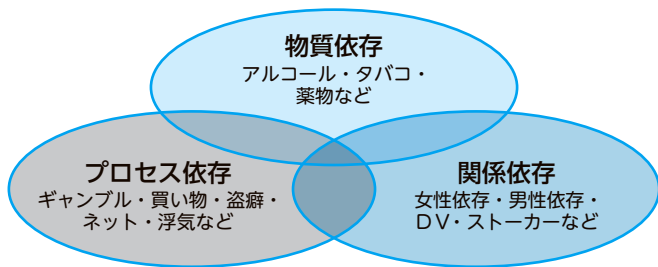 物質依存
アルコール・タバコ・
薬物など
プロセス依存
ギャンブル・買い物・盗癖・
ネット・浮気など
関係依存
女性依存・男性依存・
ＤＶ・ストーカーなど